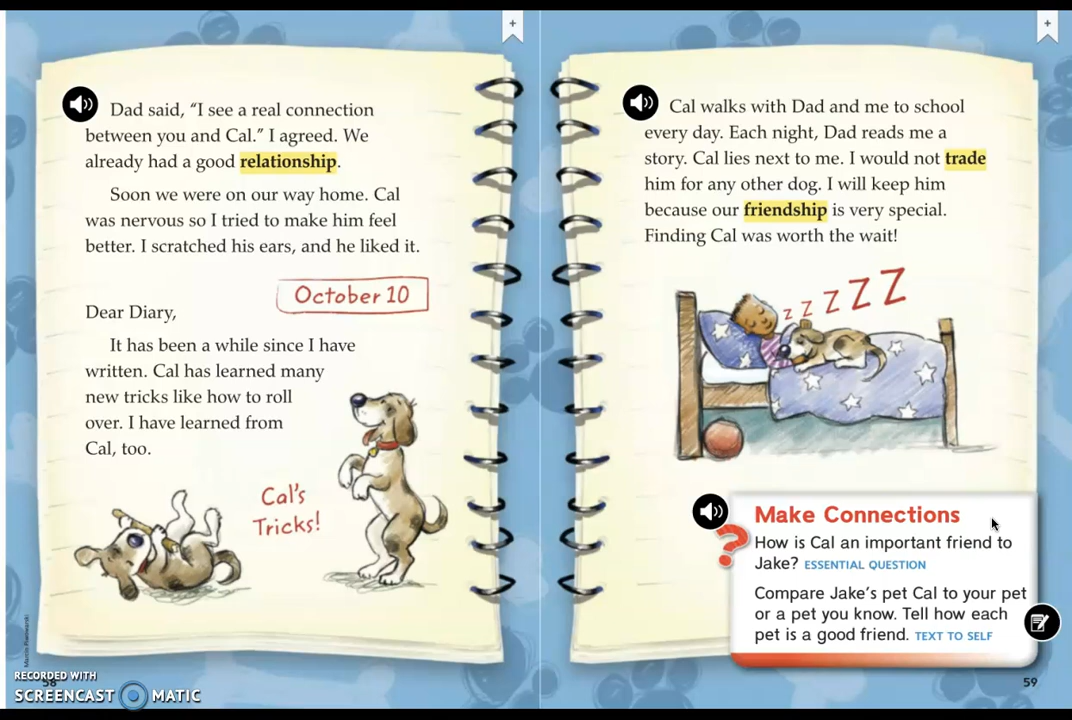 Dad said, “I see a real connection
between you and Cal.” I agreed. We
already had a good relationship.
Soon we were on our way home. Cal
was nervous so I tried to make him feel
better. I scratched his ears, and he liked it.
October 10
Dear Diary,
It has been a while since I have
written. Cal has learned many
new tricks like how to roll
over. I have learned from
Cal, too.
Cal's
Tricks!
RECORDED WITH
SCREENCAST MATIC
Cal walks with Dad and me to school
every day. Each night, Dad reads me a
story. Cal lies next to me. I would not trade
him for any other dog. I will keep him
because our friendship is very special.
Finding Cal was worth the wait!
z z z Z Z
?
Make Connections
How is Cal an important friend to
Jake? ESSENTIAL QUESTION
Compare Jake's pet Cal to your pet
or a pet you know. Tell how each
pet is a good friend. TEXT TO SELF
59